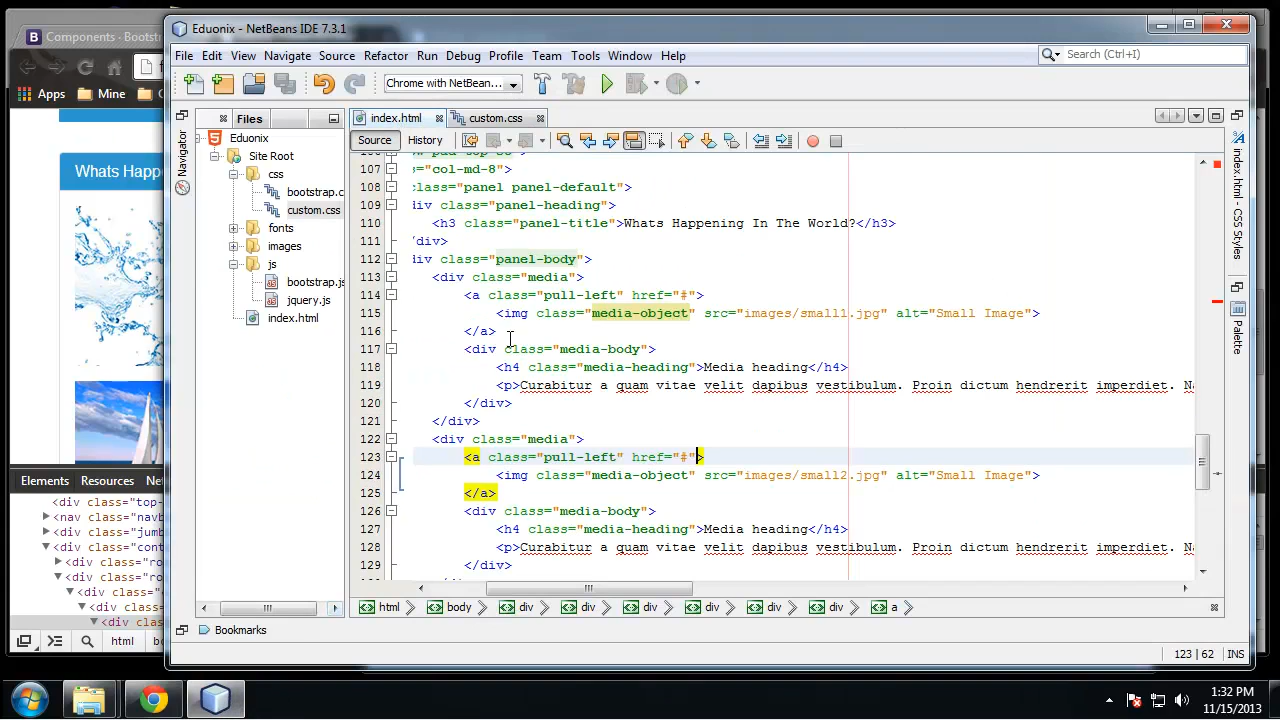 Eduonix - NetBeans IDE 7.3.1
Components - Bootst
File Edit View Navigate Source Refactor Run Debug Profile Team Tools Window Help
Search (Ctrl+I)
Chrome with NetBean...
Apps Mine
Files
index.html
custom.css
Source History
Navigator
Eduonix
Site Root
css
bootstrap.c
custom.css
fonts
images
js
bootstrap.js
jquery.js
index.html
Whats Happe
107 ="col-md-8">
108 class="panel panel-default">
109 div class="panel-heading">
110 <h3 class="panel-title">Whats Happening In The World?</h3>
111 /div>
112 div class="panel-body">
113 <div class="media">
114 <a class="pull-left" href="#">
115 <img class="media-object" src="images/small1.jpg" alt="Small Image">
116 </a>
117 <div class="media-body">
118 <h4 class="media-heading">Media heading</h4>
119 <p>Curabitur a quam vitae velit dapibus vestibulum. Proin dictum hendrerit imperdiet. N
120 </div>
121 </div>
122 <div class="media">
123 <a class="pull-left" href="#">
124 <img class="media-object" src="images/small2.jpg" alt="Small Image">
125 </a>
126 <div class="media-body">
127 <h4 class="media-heading">Media heading</h4>
128 <p>Curabitur a quam vitae velit dapibus vestibulum. Proin dictum hendrerit imperdiet. N
129 </div>
index.html - CSS Styles
Palette
Elements Resources Net
<div class="top-
<nav class="navb
<div class="jumb
<div class="cont
<div class="ro
<div class="ro
<div class=
<div clas
<div cl
html
html body div div div div div div a
Bookmarks
123 | 62 INS
1:32 PM
11/15/2013